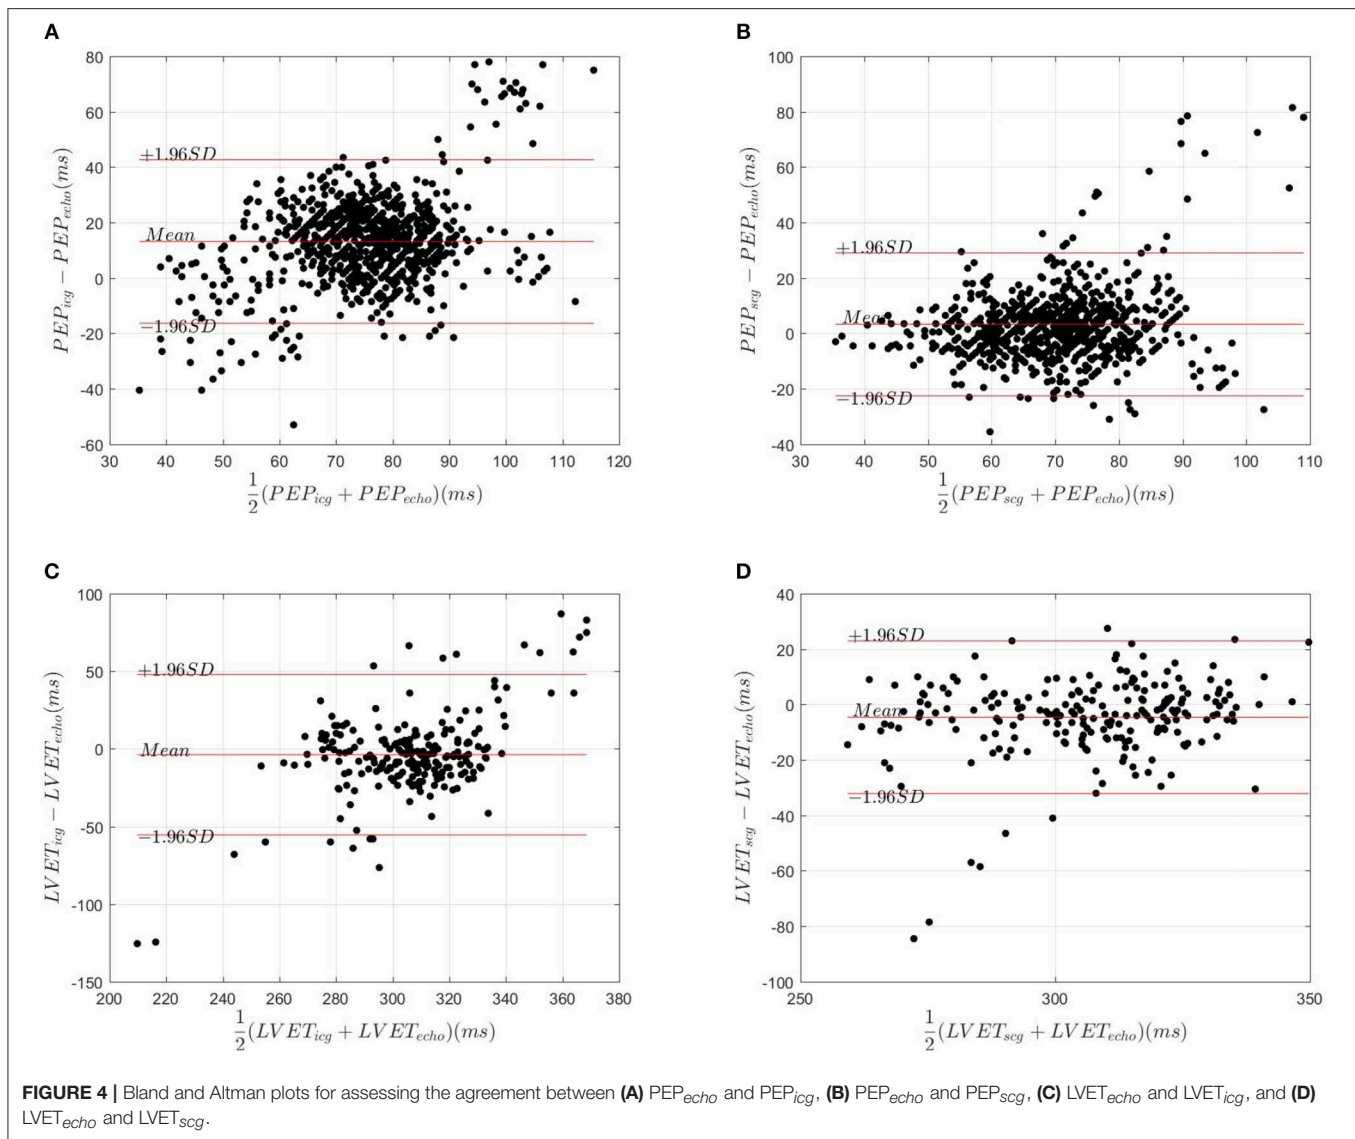 A
80
60
40
20
0
-20
-40
-60
30 40 50 60 70 80 90 100 110 120
+1.96SD
Mean
−1.96SD
PEP_icg − PEP_echo(ms)
1/2(PEP_icg + PEP_echo)(ms)
B
100
80
60
40
20
0
-20
-40
30 40 50 60 70 80 90 100 110
+1.96SD
Mean
−1.96SD
PEP_scg − PEP_echo(ms)
1/2(PEP_scg + PEP_echo)(ms)
C
100
50
0
-50
-100
-150
200 220 240 260 280 300 320 340 360 380
+1.96SD
Mean
−1.96SD
LVET_icg − LVET_echo(ms)
1/2(LVET_icg + LVET_echo)(ms)
D
40
20
0
-20
-40
-60
-80
-100
250 300 350
+1.96SD
Mean
−1.96SD
LVET_scg − LVET_echo(ms)
1/2(LVET_scg + LVET_echo)(ms)
FIGURE 4 | Bland and Altman plots for assessing the agreement between (A) PEP_echo and PEP_icg, (B) PEP_echo and PEP_scg, (C) LVET_echo and LVET_icg, and (D)
LVET_echo and LVET_scg.